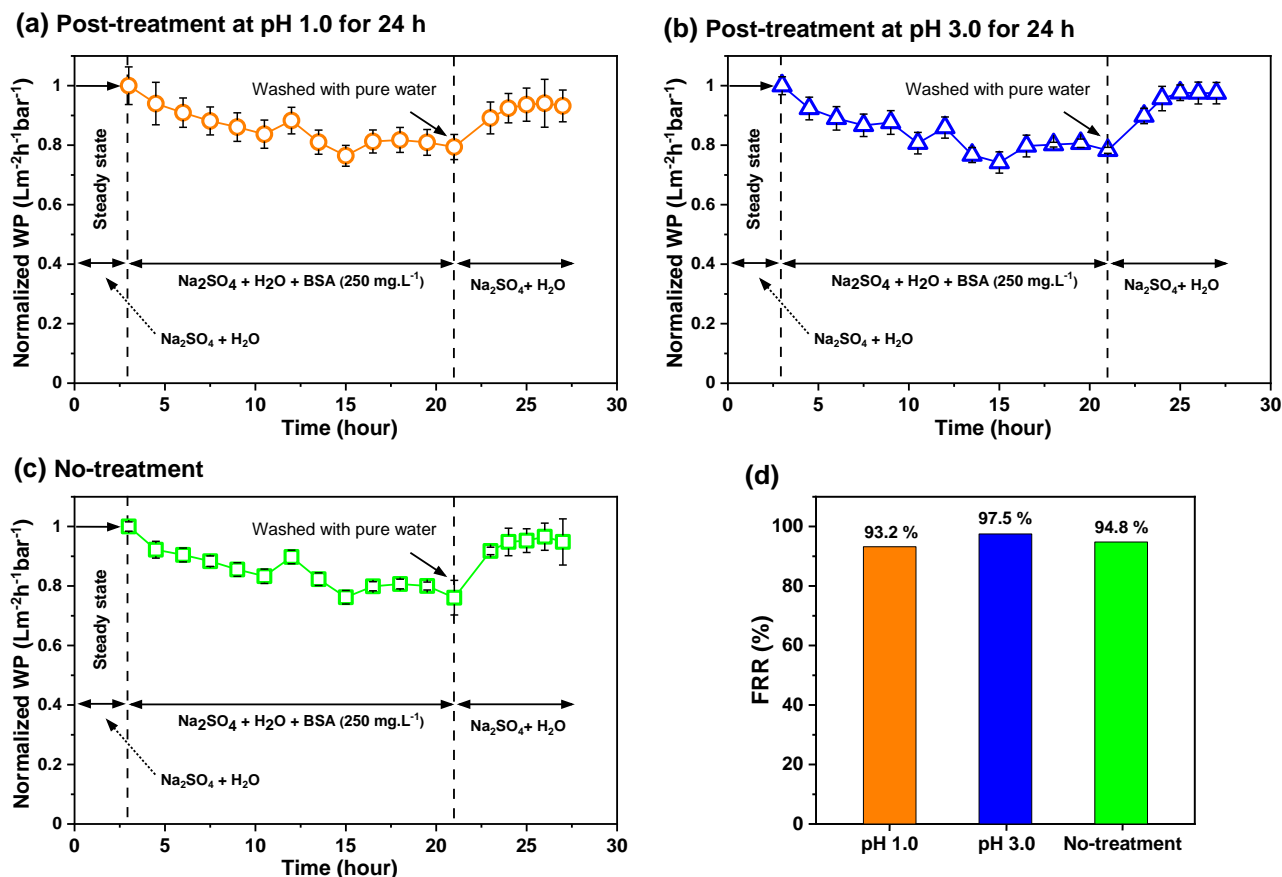 (a) Post-treatment at pH 1.0 for 24 h
Normalized WP (Lm⁻²h⁻¹bar⁻¹)
1
0.8
0.6
0.4
0.2
0
Steady state
Washed with pure water
Na₂SO₄ + H₂O + BSA (250 mg.L⁻¹)
Na₂SO₄+ H₂O
Na₂SO₄ + H₂O
0 5 10 15 20 25 30
Time (hour)
(b) Post-treatment at pH 3.0 for 24 h
Normalized WP (Lm⁻²h⁻¹bar⁻¹)
1
0.8
0.6
0.4
0.2
0
Steady state
Washed with pure water
Na₂SO₄ + H₂O + BSA (250 mg.L⁻¹)
Na₂SO₄+ H₂O
Na₂SO₄ + H₂O
0 5 10 15 20 25 30
Time (hour)
(c) No-treatment
Normalized WP (Lm⁻²h⁻¹bar⁻¹)
1
0.8
0.6
0.4
0.2
0
Steady state
Washed with pure water
Na₂SO₄ + H₂O + BSA (250 mg.L⁻¹)
Na₂SO₄+ H₂O
Na₂SO₄ + H₂O
0 5 10 15 20 25 30
Time (hour)
(d)
FRR (%)
100
80
60
40
20
0
93.2 % 97.5 % 94.8 %
pH 1.0 pH 3.0 No-treatment